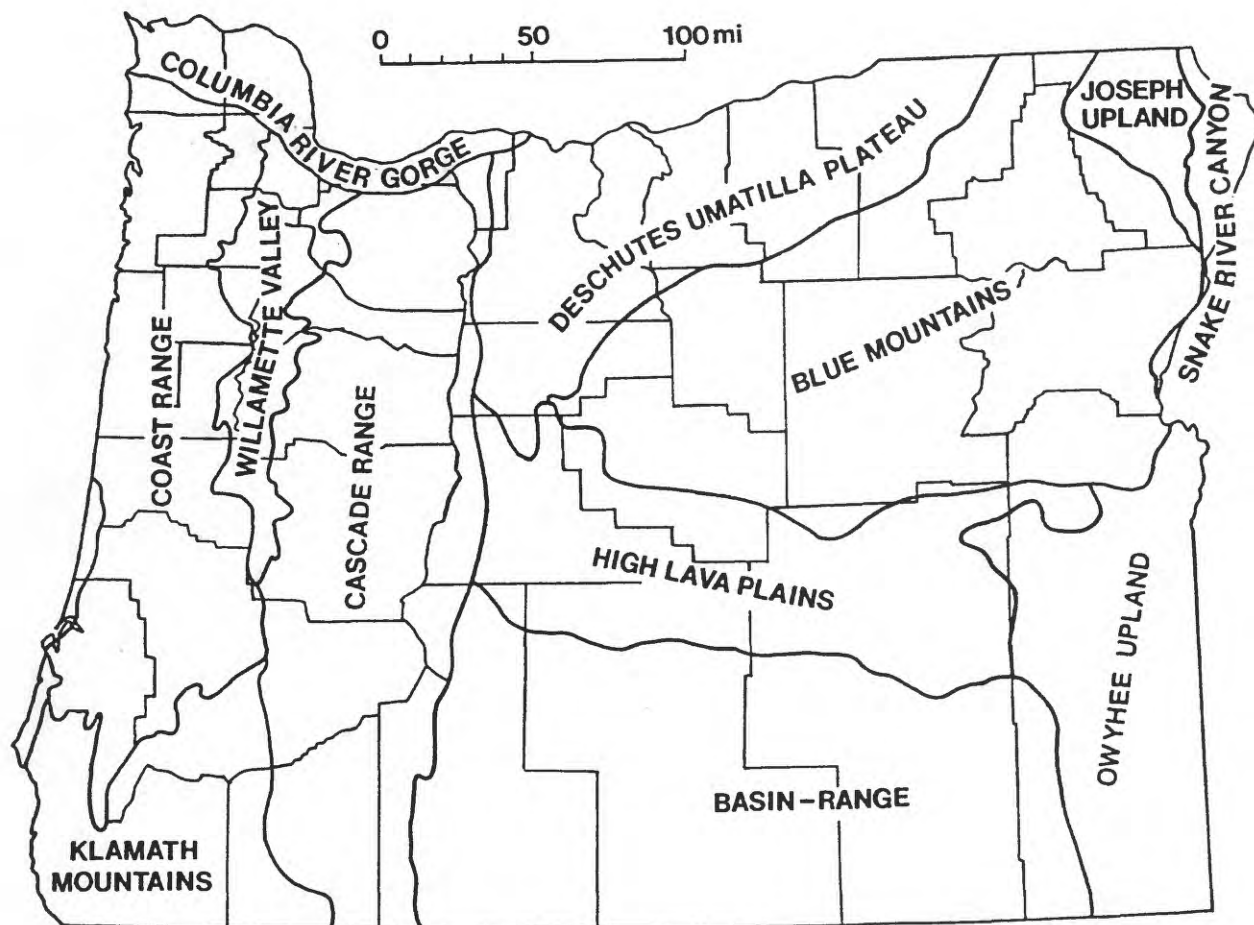 0 50 100 mi
COLUMBIA RIVER GORGE
JOSEPH
UPLAND
SNAKE RIVER CANYON
DESCHUTES UMATILLA PLATEAU
WILLAMETTE VALLEY
BLUE MOUNTAINS
COAST RANGE
CASCADE RANGE
HIGH LAVA PLAINS
OWYHEE UPLAND
BASIN-RANGE
KLAMATH
MOUNTAINS